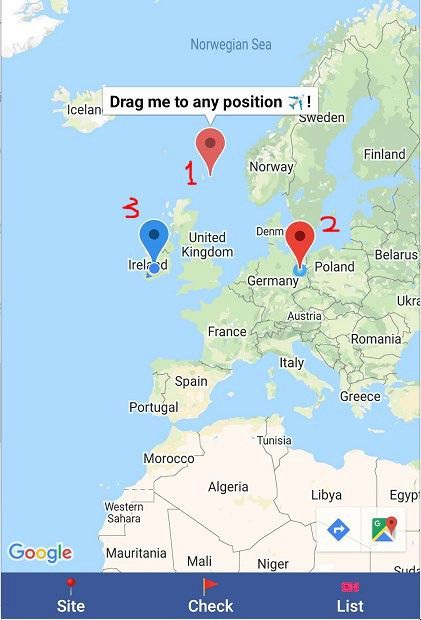 Norwegian Sea
Icelan
Drag me to any position ✈️ !
Sweden
1
Finland
Norway
3
2
Denm
United
Kingdom
Ireland
Poland
Belarus
Germany
Ukra
Austria
France
Romania
Italy
Spain
Greece
Portugal
Tunisia
Morocco
Algeria
Libya
Egypt
Western
Sahara
G
Google
Mauritania
Mali
Niger
Suda
Site
Check
List